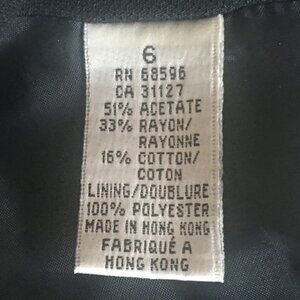 6
RN 68596
CA 31127
51% ACETATE
33% RAYON/
RAYONNE
16% COTTON/
COTON
LINING/DOUBLURE
100% POLYESTER
MADE IN HONG KONG
FABRIQUÉ A
HONG KONG